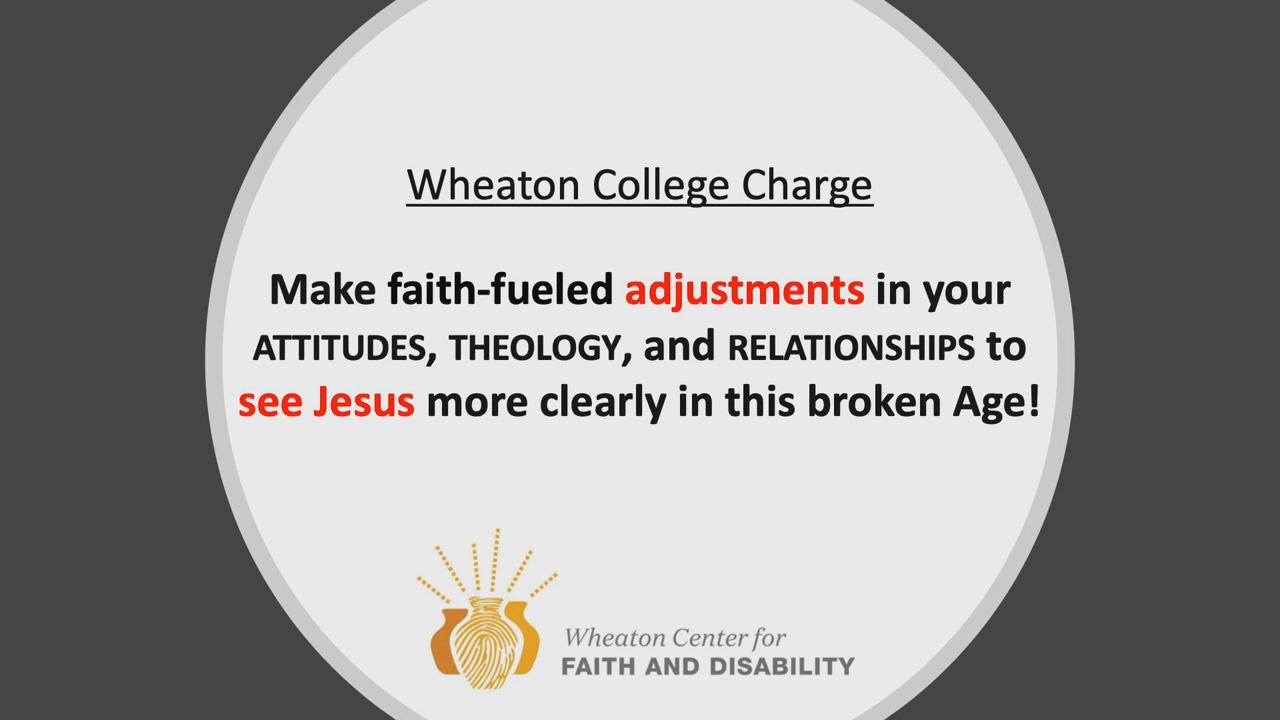 Wheaton College Charge
Make faith-fueled adjustments in your
ATTITUDES, THEOLOGY, and RELATIONSHIPS to
see Jesus more clearly in this broken Age!
Wheaton Center for
FAITH AND DISABILITY